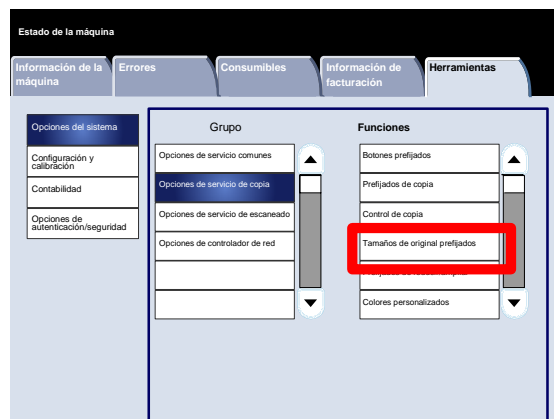 Estado de la máquina
Información de la máquina
Errores
Consumibles
Información de facturación
Herramientas
Opciones del sistema
Configuración y calibración
Contabilidad
Opciones de autenticación/seguridad
Grupo
Opciones de servicio comunes
Opciones de servicio de copia
Opciones de servicio de escaneado
Opciones de controlador de red
Funciones
Botones prefijados
Prefijados de copia
Control de copia
Tamaños de original prefijados
Colores personalizados